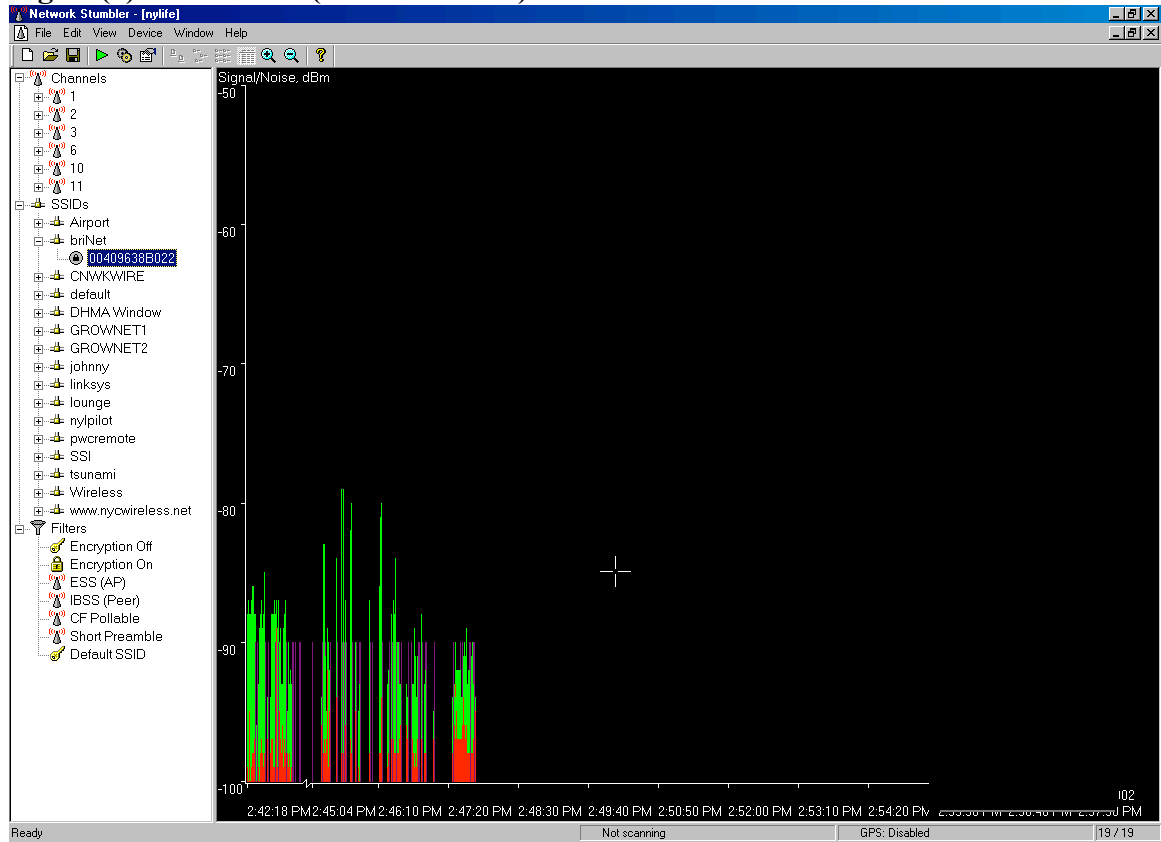 Network Stumbler - [nylife]
File Edit View Device Window Help
Channels
1
2
3
6
10
11
SSIDs
Airport
briNet
00409638B022
CNWKWIRE
default
DHMA Window
GROWNET1
GROWNET2
johnny
linksys
lounge
nylpilot
pwcremote
SSI
tsunami
Wireless
www.nycwireless.net
Filters
Encryption Off
Encryption On
ESS (AP)
IBSS (Peer)
CF Pollable
Short Preamble
Default SSID
Signal/Noise, dBm
-50
-60
-70
-80
-90
-100
2:42:18 PM 2:45:04 PM 2:46:10 PM 2:47:20 PM 2:48:30 PM 2:49:40 PM 2:50:50 PM 2:52:00 PM 2:53:10 PM 2:54:20 PM
PM
Ready Not scanning GPS: Disabled 19 / 19